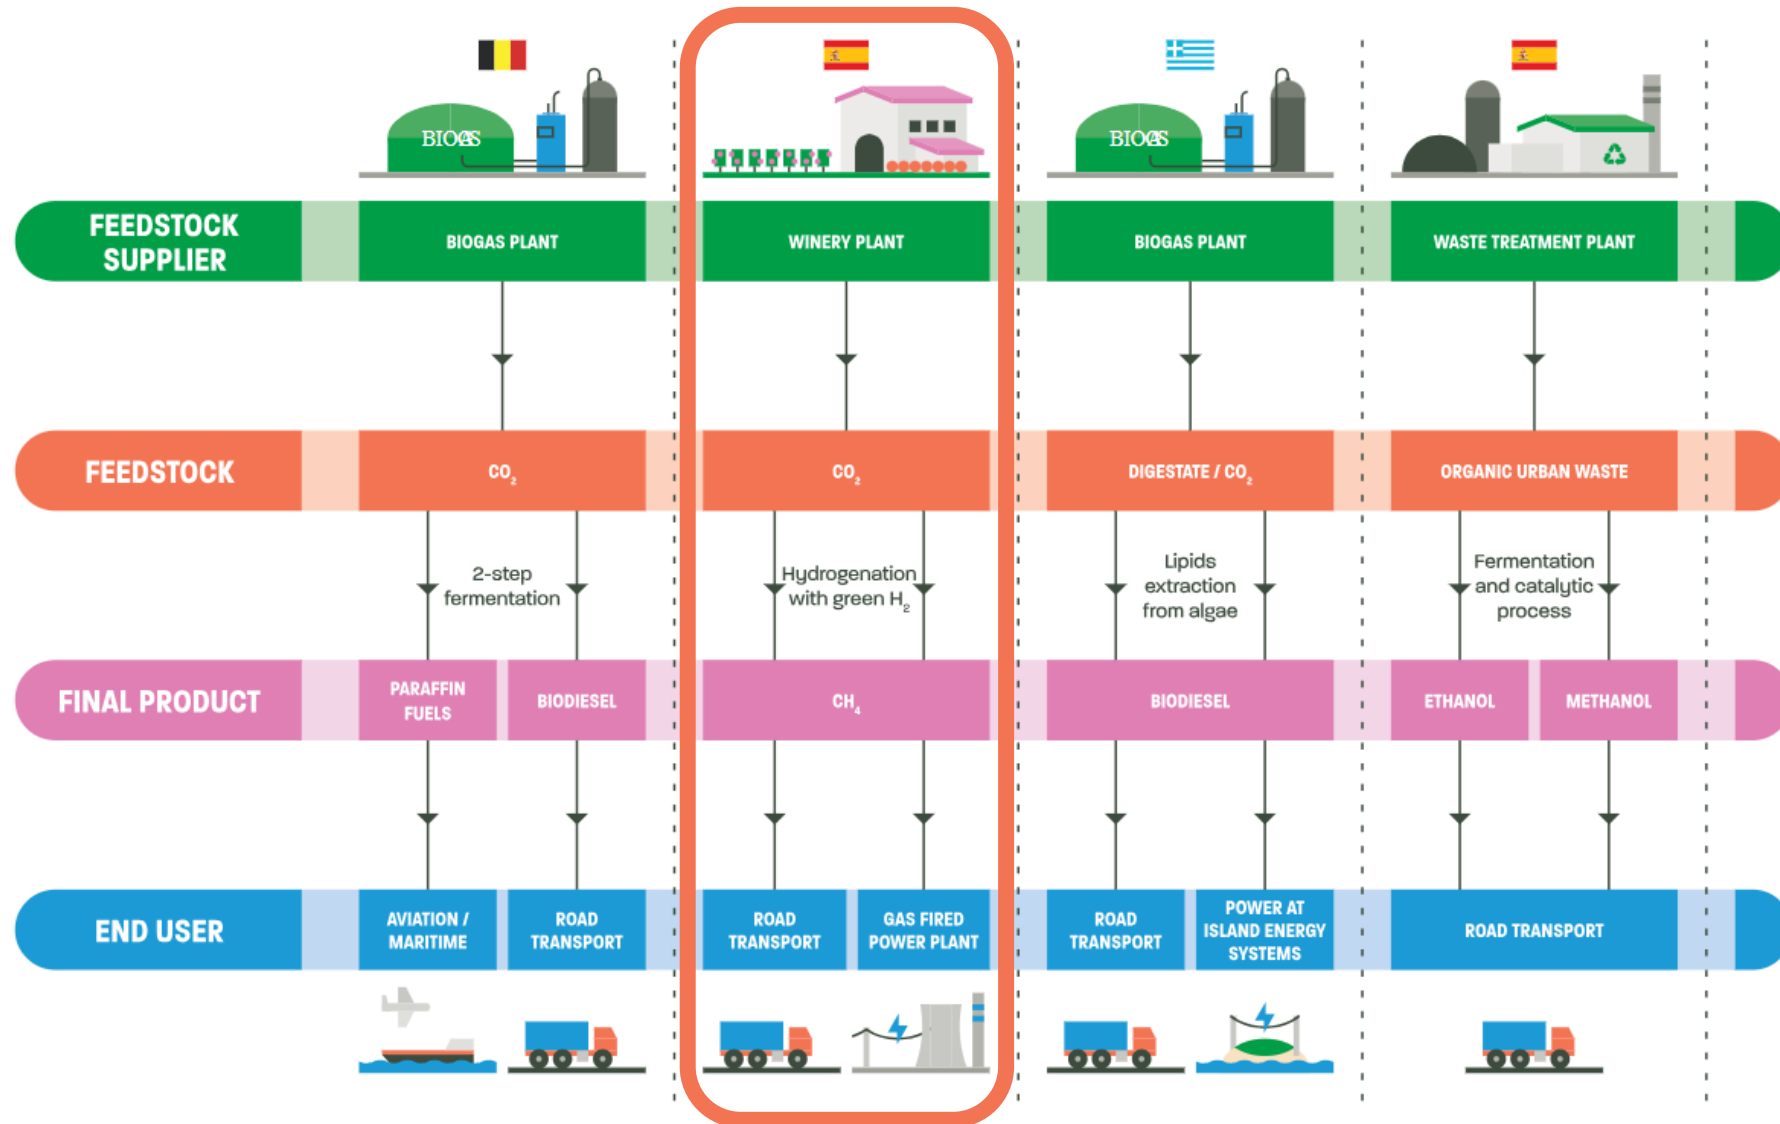 BIOGAS
BIOGAS
FEEDSTOCK
SUPPLIER
BIOGAS PLANT
WINERY PLANT
BIOGAS PLANT
WASTE TREATMENT PLANT
FEEDSTOCK
CO₂
CO₂
DIGESTATE / CO₂
ORGANIC URBAN WASTE
2-step
fermentation
Hydrogenation
with green H₂
Lipids
extraction
from algae
Fermentation
and catalytic
process
FINAL PRODUCT
PARAFFIN
FUELS
BIODIESEL
CH₄
BIODIESEL
ETHANOL
METHANOL
END USER
AVIATION /
MARITIME
ROAD
TRANSPORT
ROAD
TRANSPORT
GAS FIRED
POWER PLANT
ROAD
TRANSPORT
POWER AT
ISLAND ENERGY
SYSTEMS
ROAD TRANSPORT